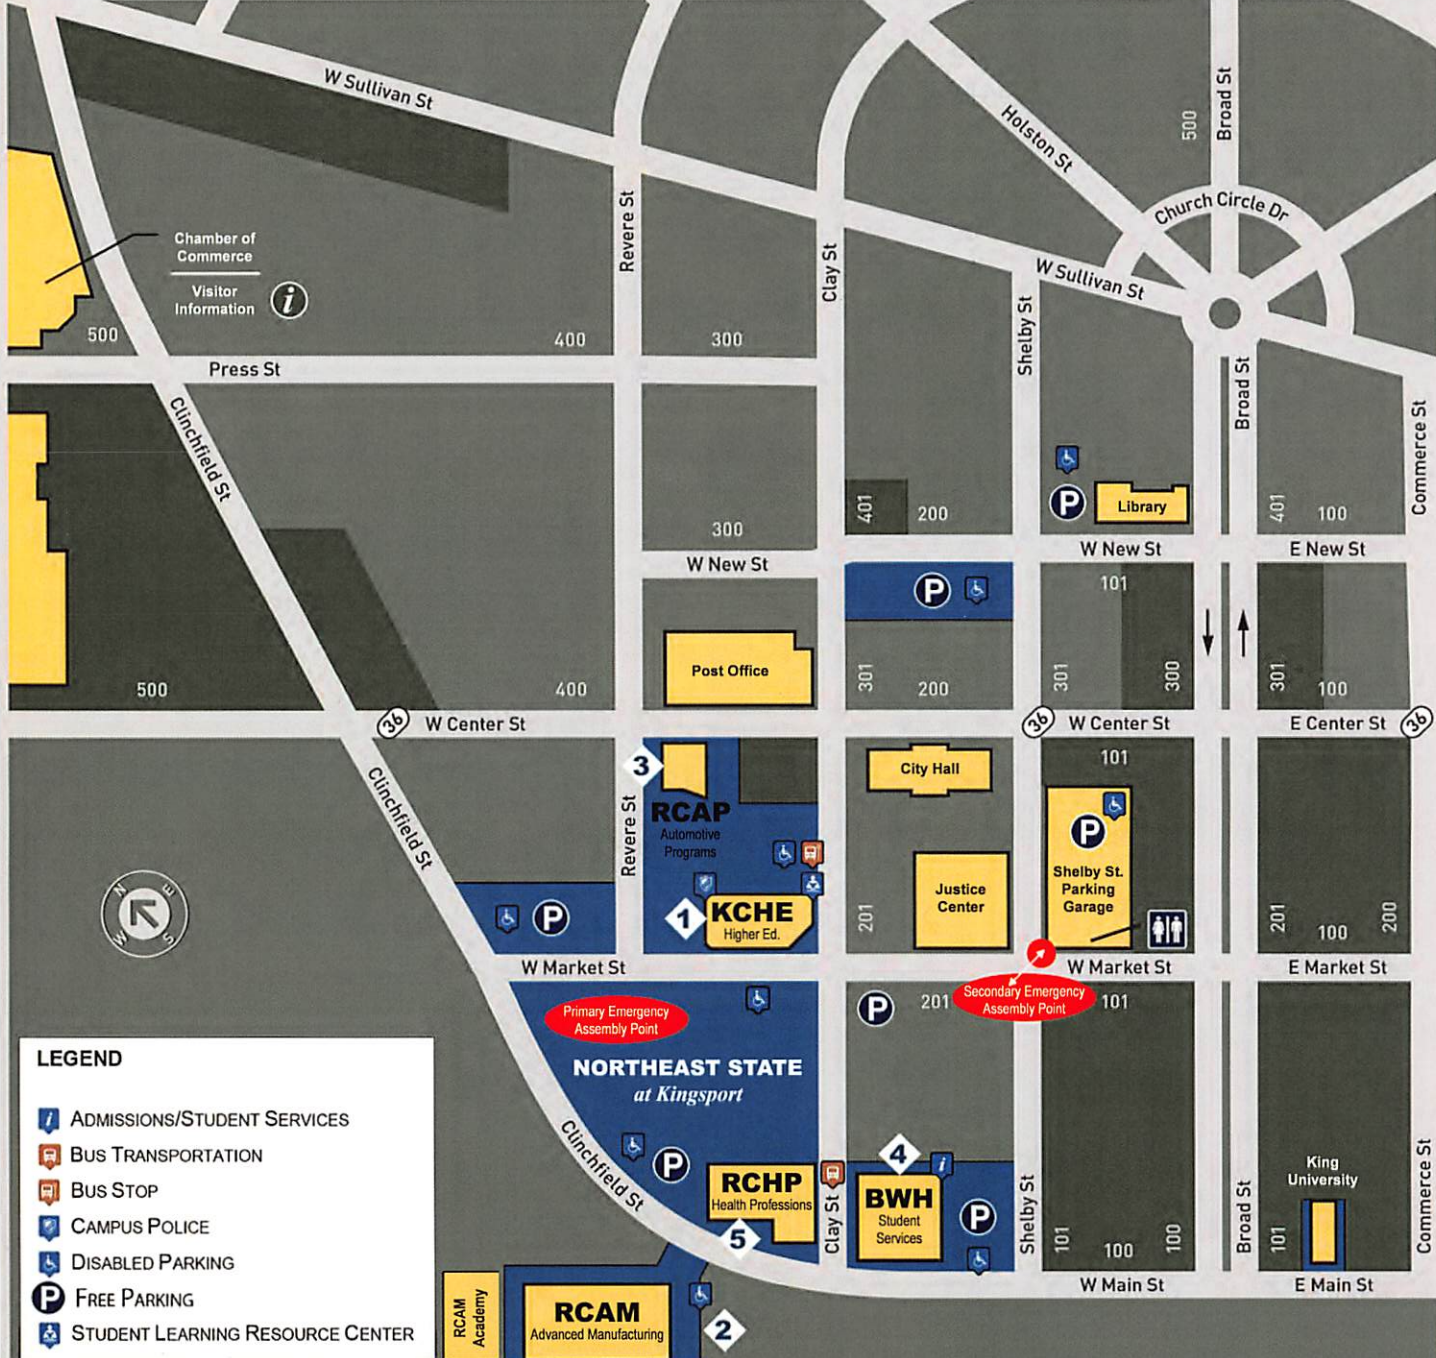 W Sullivan St
Revere St
Clay St
Holston St
500
Broad St
Church Circle Dr
W Sullivan St
Chamber of
Commerce
Visitor
Information
i
500
400
300
Press St
Shelby St
Broad St
Commerce St
Clinchfield St
P
Library
401
200
401
100
300
W New St
W New St
E New St
P
101
Post Office
301
200
301
300
301
100
500
400
36
W Center St
36
W Center St
E Center St
36
3
RCAP
Automotive
Programs
City Hall
101
P
Shelby St.
Parking
Garage
Clinchfield St
Revere St
Justice
Center
N
E
W
S
P
1
KCHE
Higher Ed.
201
201
100
200
W Market St
W Market St
E Market St
Primary Emergency
Assembly Point
P
201
Secondary Emergency
Assembly Point
101
NORTHEAST STATE
at Kingsport
Clinchfield St
P
RCHP
Health Professions
5
Clay St
4
i
BWH
Student
Services
P
Shelby St
101
100
100
Broad St
101
King
University
Commerce St
W Main St
E Main St
RCAM
Academy
RCAM
Advanced Manufacturing
2
LEGEND
i ADMISSIONS/STUDENT SERVICES
BUS TRANSPORTATION
BUS STOP
CAMPUS POLICE
DISABLED PARKING
P FREE PARKING
STUDENT LEARNING RESOURCE CENTER